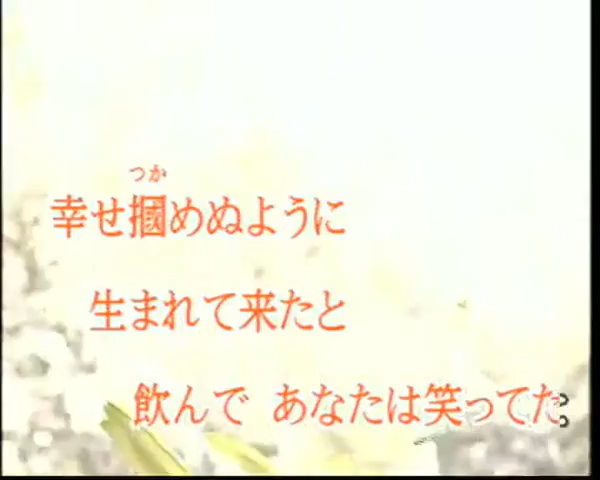 つか
幸せ摑めぬように
生まれて来たと
飲んで あなたは笑ってた